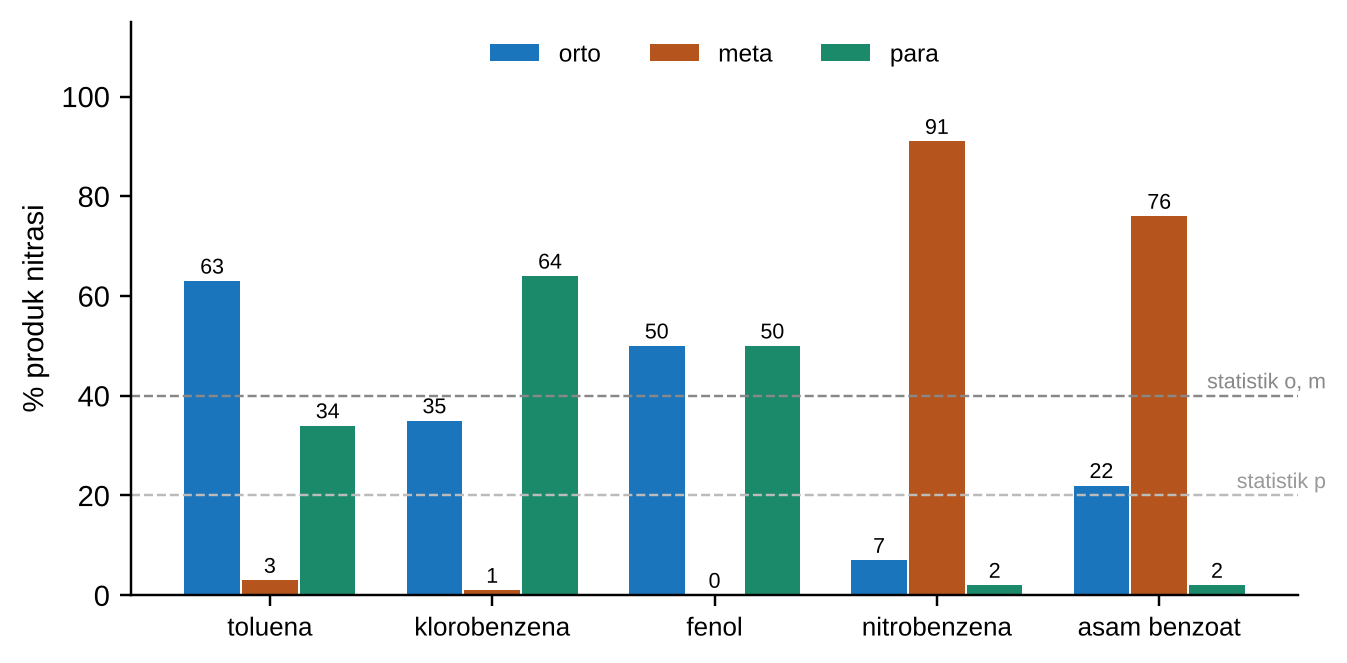 orto meta para
% produk nitrasi
100
80
60
40
20
0
63 3 34
35 1 64
50 0 50
7 91 2
22 76 2
statistik o, m
statistik p
toluena klorobenzena fenol nitrobenzena asam benzoat